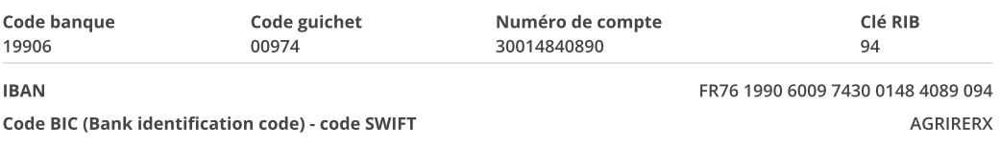 Code banque Code guichet Numéro de compte Clé RIB
19906 00974 30014840890 94
IBAN FR76 1990 6009 7430 0148 4089 094
Code BIC (Bank identification code) - code SWIFT AGRIRERX